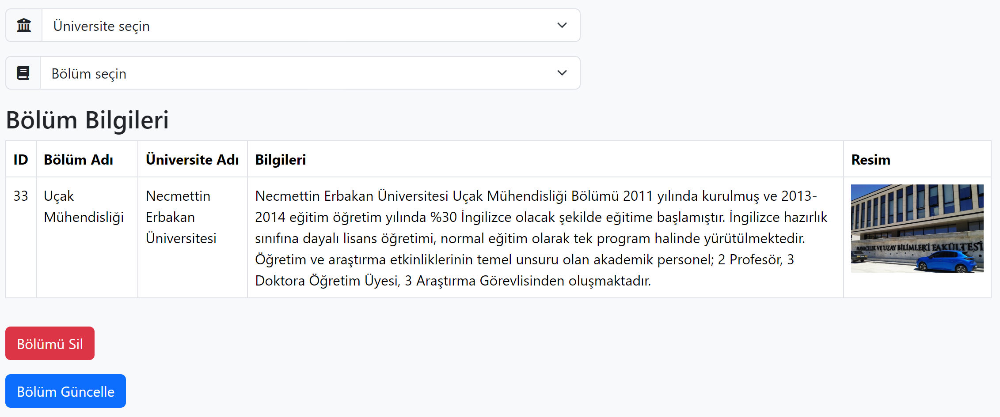 Üniversite seçin
Bölüm seçin
Bölüm Bilgileri
ID Bölüm Adı Üniversite Adı Bilgileri Resim
33
Uçak
Mühendisliği
Necmettin
Erbakan
Üniversitesi
Necmettin Erbakan Üniversitesi Uçak Mühendisliği Bölümü 2011 yılında kurulmuş ve 2013-
2014 eğitim öğretim yılında %30 İngilizce olacak şekilde eğitime başlamıştır. İngilizce hazırlık
sınıfına dayalı lisans öğretimi, normal eğitim olarak tek program halinde yürütülmektedir.
Öğretim ve araştırma etkinliklerinin temel unsuru olan akademik personel; 2 Profesör, 3
Doktora Öğretim Üyesi, 3 Araştırma Görevlisinden oluşmaktadır.
HAVACILIK VE UZAY BİLİMLERİ FAKÜLTESİ
Bölümü Sil
Bölüm Güncelle